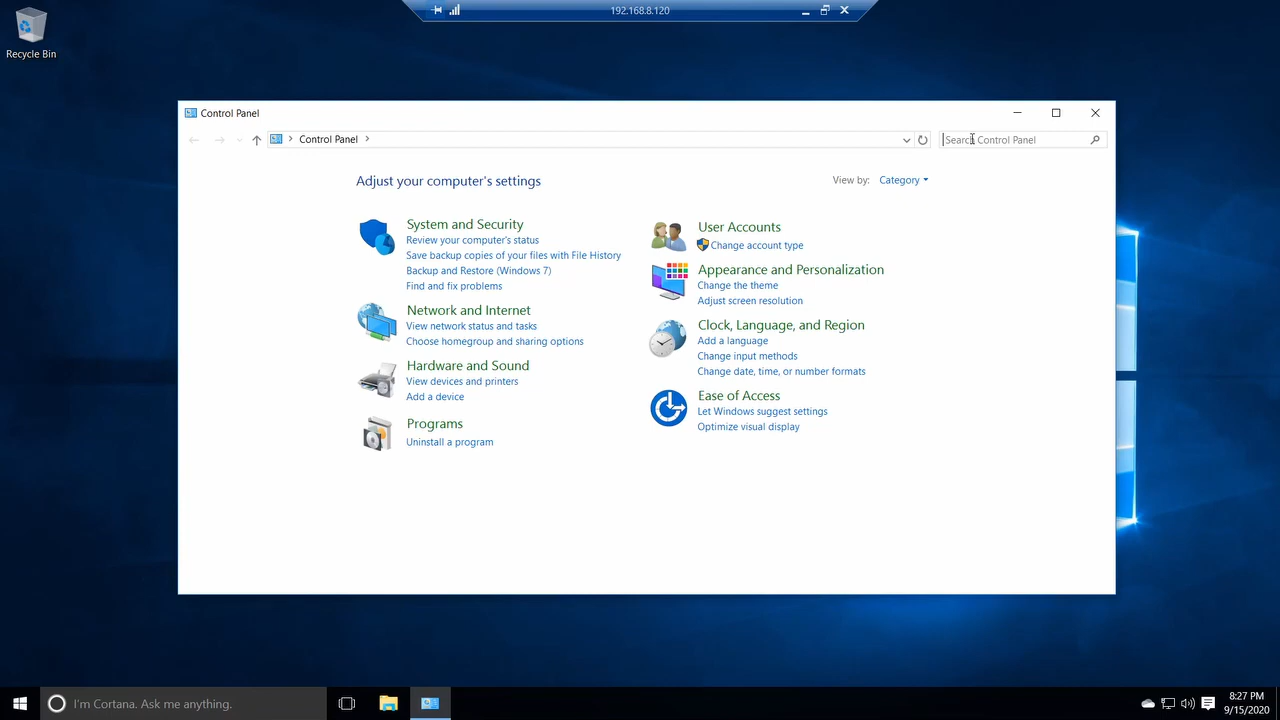 192.168.8.120
Recycle Bin
Control Panel
Control Panel
Search Control Panel
Adjust your computer's settings
View by: Category
System and Security
Review your computer's status
Save backup copies of your files with File History
Backup and Restore (Windows 7)
Find and fix problems
Network and Internet
View network status and tasks
Choose homegroup and sharing options
Hardware and Sound
View devices and printers
Add a device
Programs
Uninstall a program
User Accounts
Change account type
Appearance and Personalization
Change the theme
Adjust screen resolution
Clock, Language, and Region
Add a language
Change input methods
Change date, time, or number formats
Ease of Access
Let Windows suggest settings
Optimize visual display
I'm Cortana. Ask me anything.
8:27 PM
9/15/2020